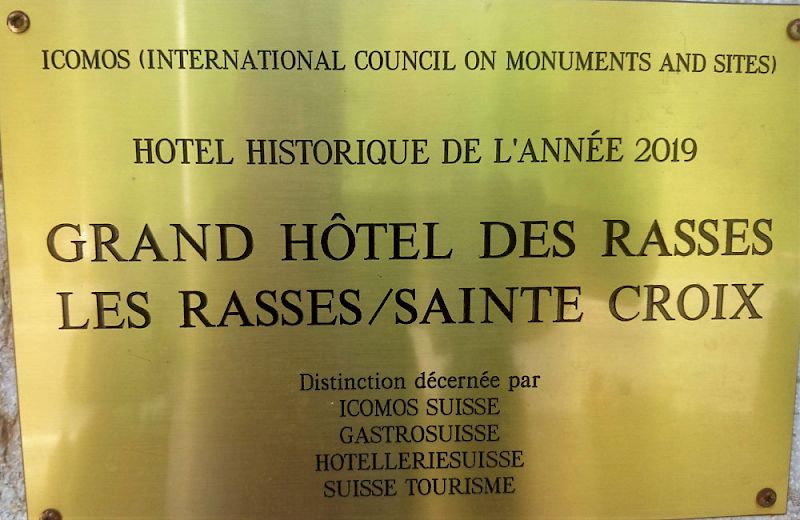 ICOMOS (INTERNATIONAL COUNCIL ON MONUMENTS AND SITES)
HOTEL HISTORIQUE DE L'ANNÉE 2019
GRAND HÔTEL DES RASSES
LES RASSES/SAINTE CROIX
Distinction décernée par
ICOMOS SUISSE
GASTROSUISSE
HOTELLERIESUISSE
SUISSE TOURISME